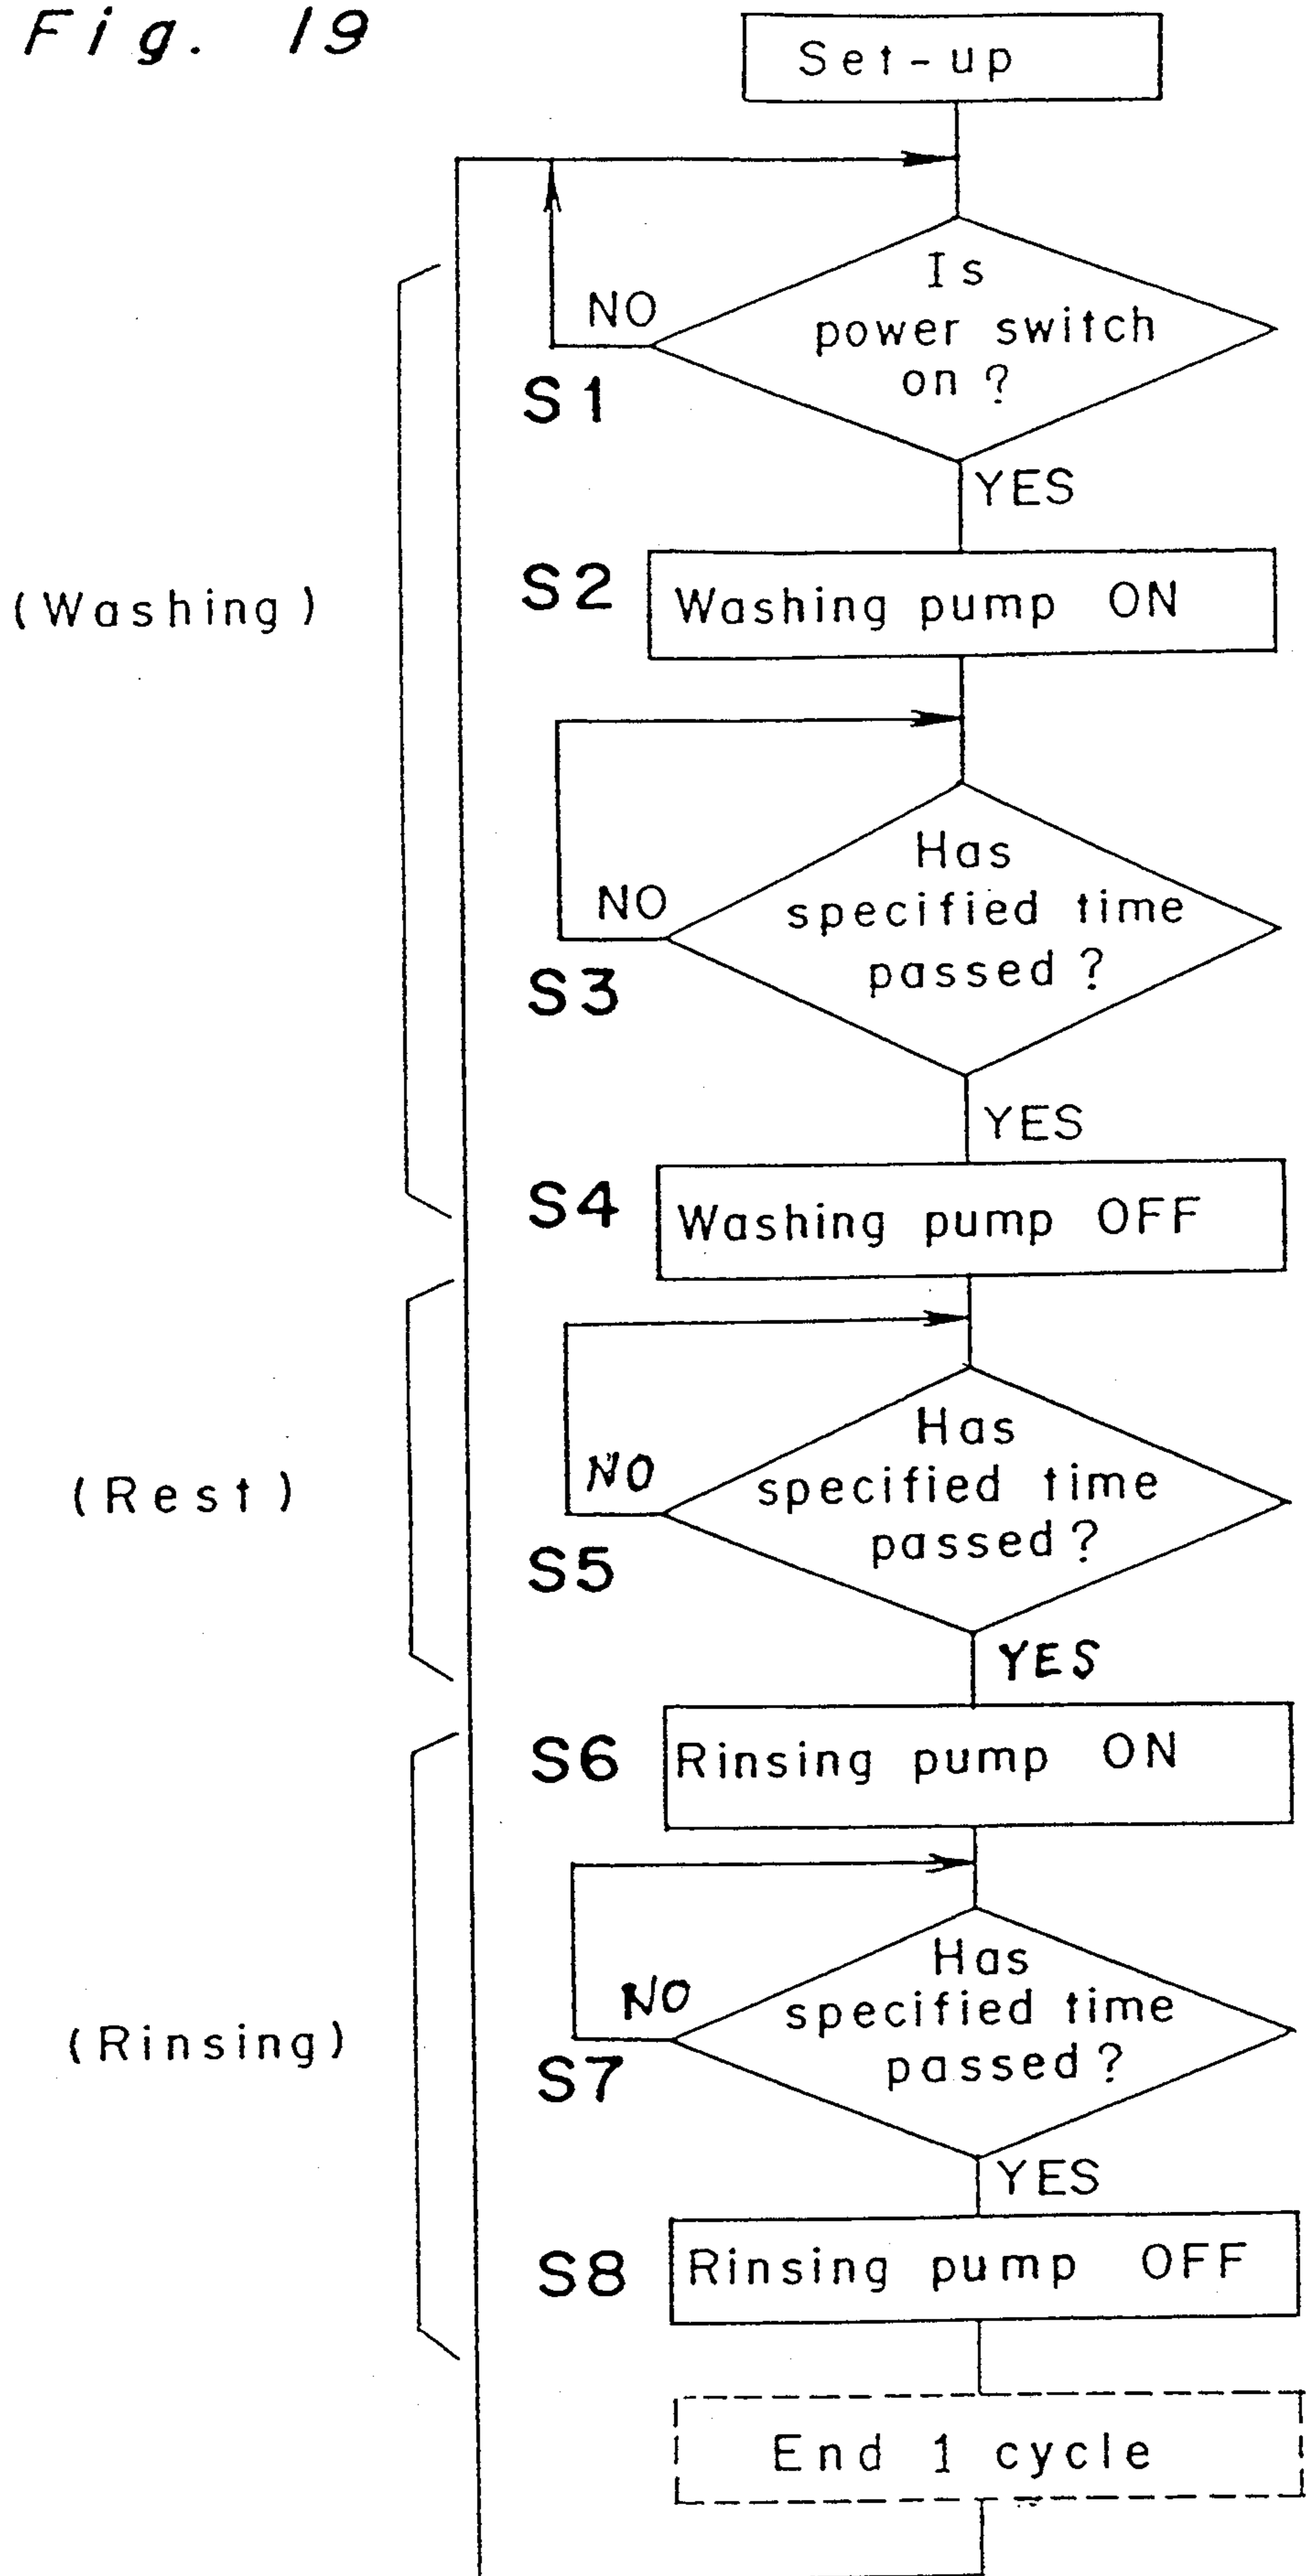 Fig. 19
Set-up
Is
power switch
on ?
NO
S1
YES
S2
Washing pump ON
(Washing)
Has
specified time
passed ?
NO
S3
YES
S4
Washing pump OFF
Has
specified time
passed ?
NO
(Rest)
S5
YES
S6
Rinsing pump ON
Has
specified time
passed ?
NO
(Rinsing)
S7
YES
S8
Rinsing pump OFF
End 1 cycle